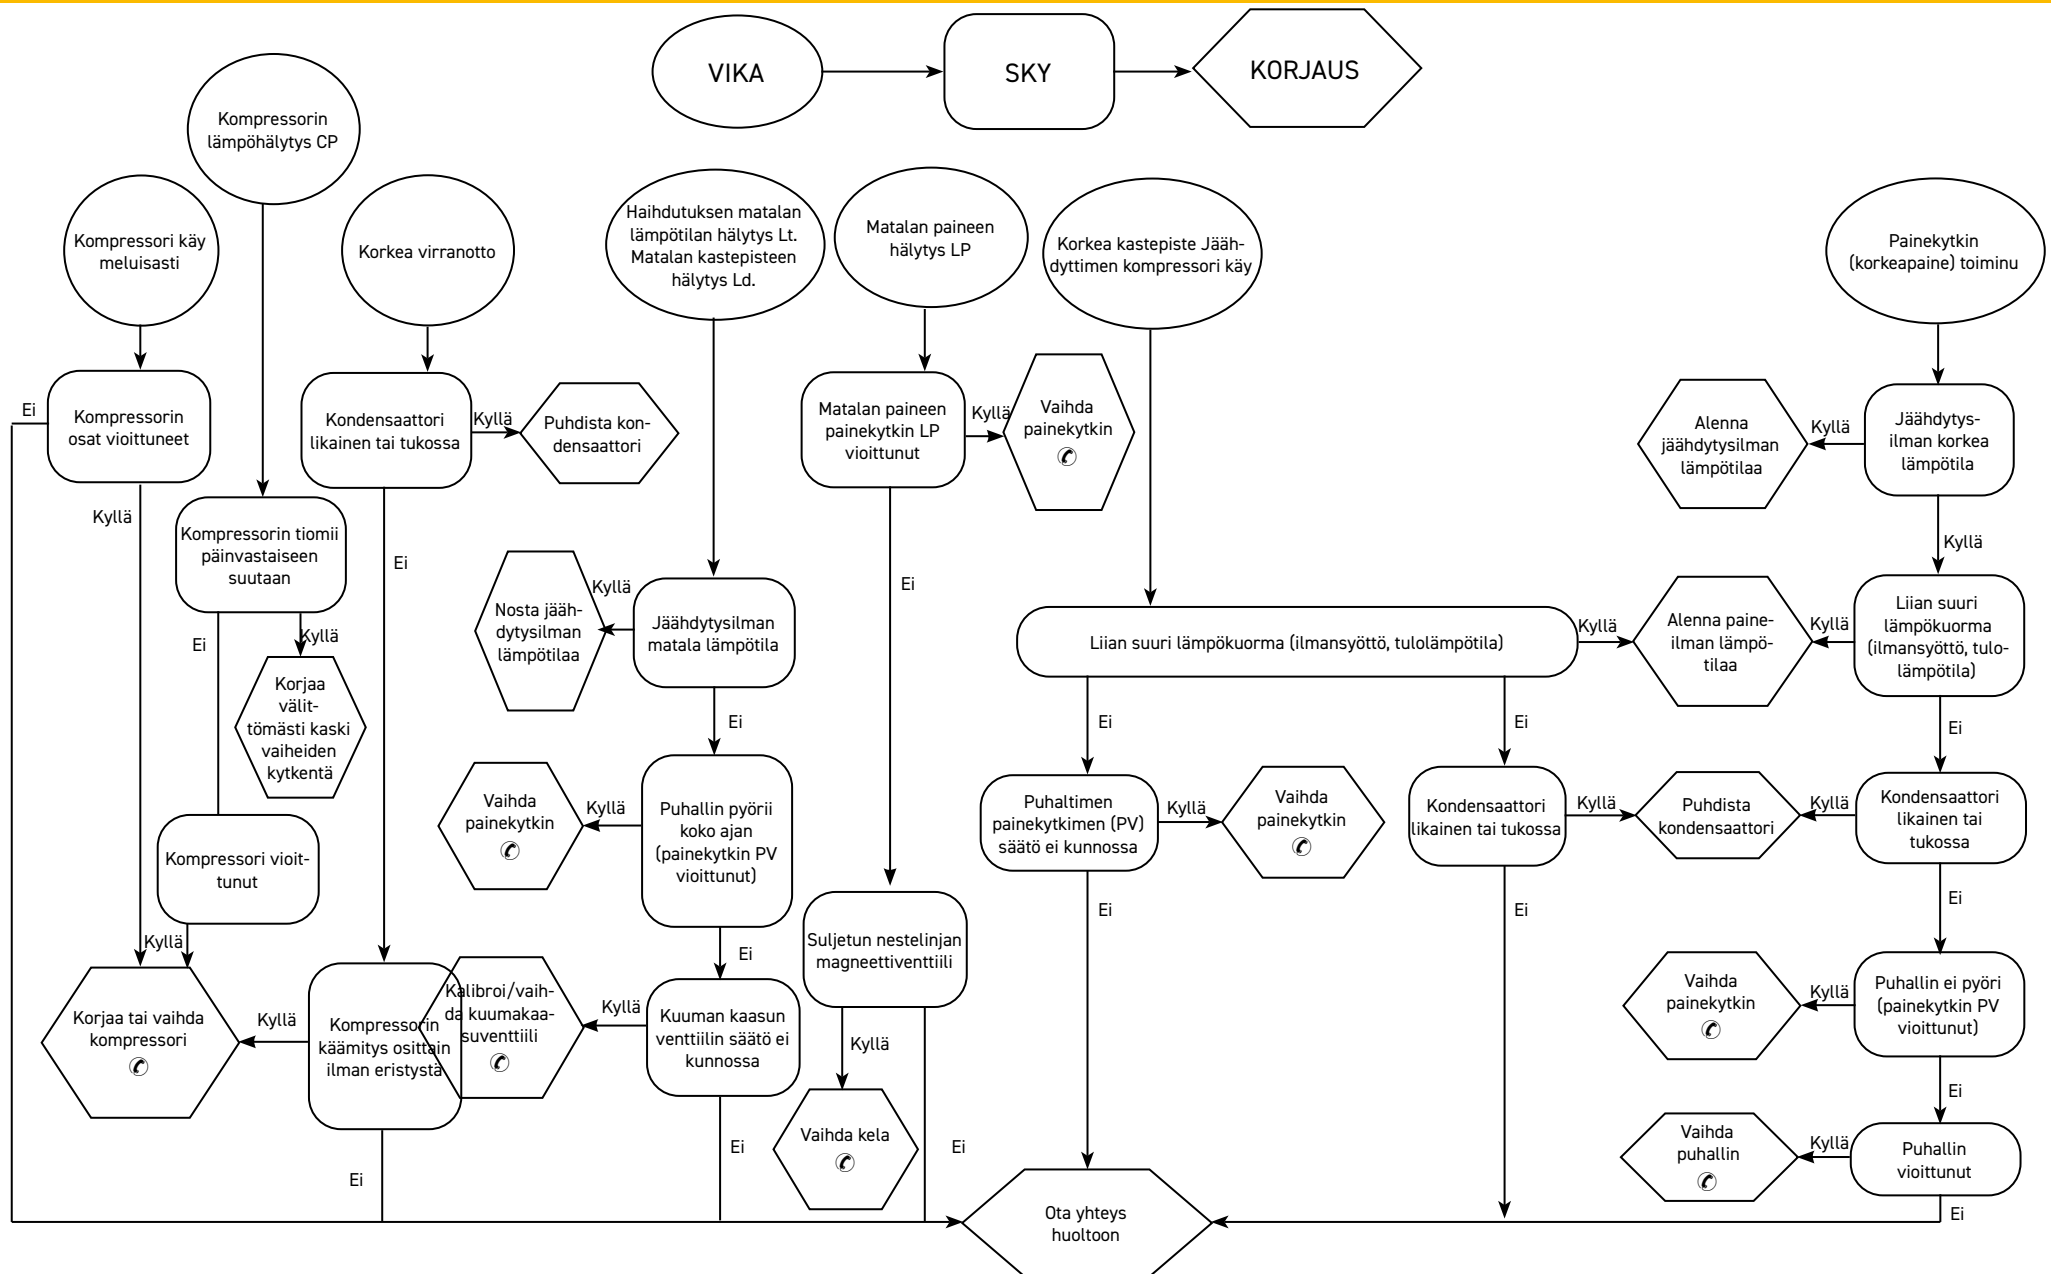 VIKA
SKY
KORJAUS
Kompressorin
lämpöhälytys CP
Kompressori käy
meluisasti
Korkea virranotto
Haihdutuksen matalan
lämpötilan hälytys Lt.
Matalan kastepisteen
hälytys Ld.
Matalan paineen
hälytys LP
Korkea kastepiste Jääh-
dyttimen kompressori käy
Painekytkin
(korkeapaine) toiminu
Ei
Kompressorin
osat vioittuneet
Kondensaattori
likainen tai tukossa
Kyllä
Puhdista kon-
densaattori
Matalan paineen
painekytkin LP
vioittunut
Kyllä
Vaihda
painekytkin
✆
Alenna
jäähdytysilman
lämpötilaa
Kyllä
Jäähdytys-
ilman korkea
lämpötila
Kyllä
Kompressorin tiomii
päinvastaiseen
suutaan
Ei
Ei
Kyllä
Nosta jääh-
dytysilman
lämpötilaa
Kyllä
Jäähdytysilman
matala lämpötila
Ei
Kyllä
Korjaa
välit-
tömästi kaski
vaiheiden
kytkentä
Liian suuri lämpökuorma (ilmansyöttö, tulolämpötila)
Kyllä
Alenna paine-
ilman lämpö-
tilaa
Kyllä
Liian suuri
lämpökuorma
(ilmansyöttö, tulo-
lämpötila)
Ei
Ei
Ei
Ei
Vaihda
painekytkin
✆
Kyllä
Puhallin pyörii
koko ajan
(painekytkin PV
vioittunut)
Puhaltimen
painekytkimen (PV)
säätö ei kunnossa
Kyllä
Vaihda
painekytkin
✆
Kondensaattori
likainen tai tukossa
Kyllä
Puhdista
kondensaattori
Kyllä
Kondensaattori
likainen tai
tukossa
Kompressori vioit-
tunut
Kyllä
Ei
Ei
Ei
Ei
Suljetun nestelinjan
magneettiventtiili
Korjaa tai vaihda
kompressori
✆
Kyllä
Kompressorin
käämitys osittain
ilman eristystä
Kalibroi/vaih-
da kuumakaa-
suventtiili
✆
Kyllä
Kuuman kaasun
venttiilin säätö ei
kunnossa
Kyllä
Vaihda
painekytkin
✆
Kyllä
Puhallin ei pyöri
(painekytkin PV
vioittunut)
Ei
Vaihda kela
✆
Ei
Ei
Ei
Vaihda
puhallin
✆
Kyllä
Puhallin
vioittunut
Ota yhteys
huoltoon
Ei